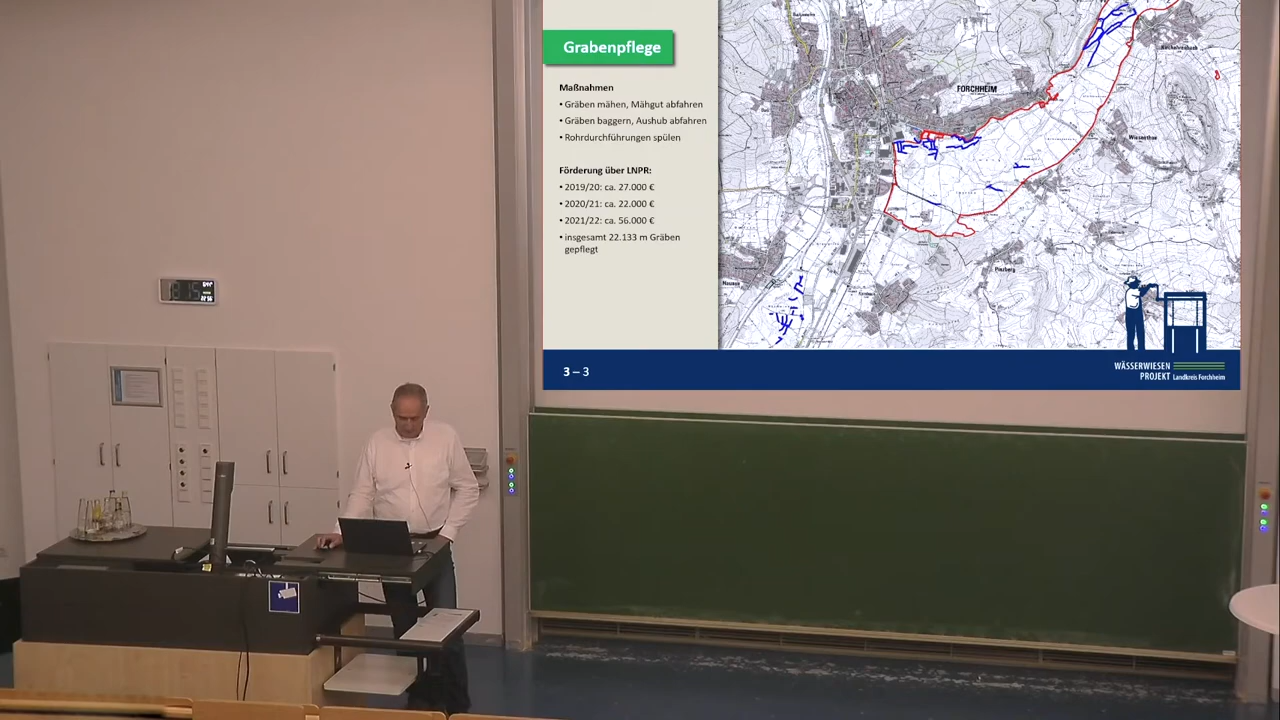 Grabenpflege
Maßnahmen
• Gräben mähen, Mähgut abfahren
• Gräben baggern, Aushub abfahren
• Rohrdurchführungen spülen
Förderung über LNPR:
• 2019/20: ca. 27.000 €
• 2020/21: ca. 22.000 €
• 2021/22: ca. 56.000 €
• insgesamt 22.133 m Gräben
gepflegt
FORCHHEIM
Wiesenthau
Pinzberg
3 – 3
WÄSSERWIESEN
PROJEKT Landkreis Forchheim